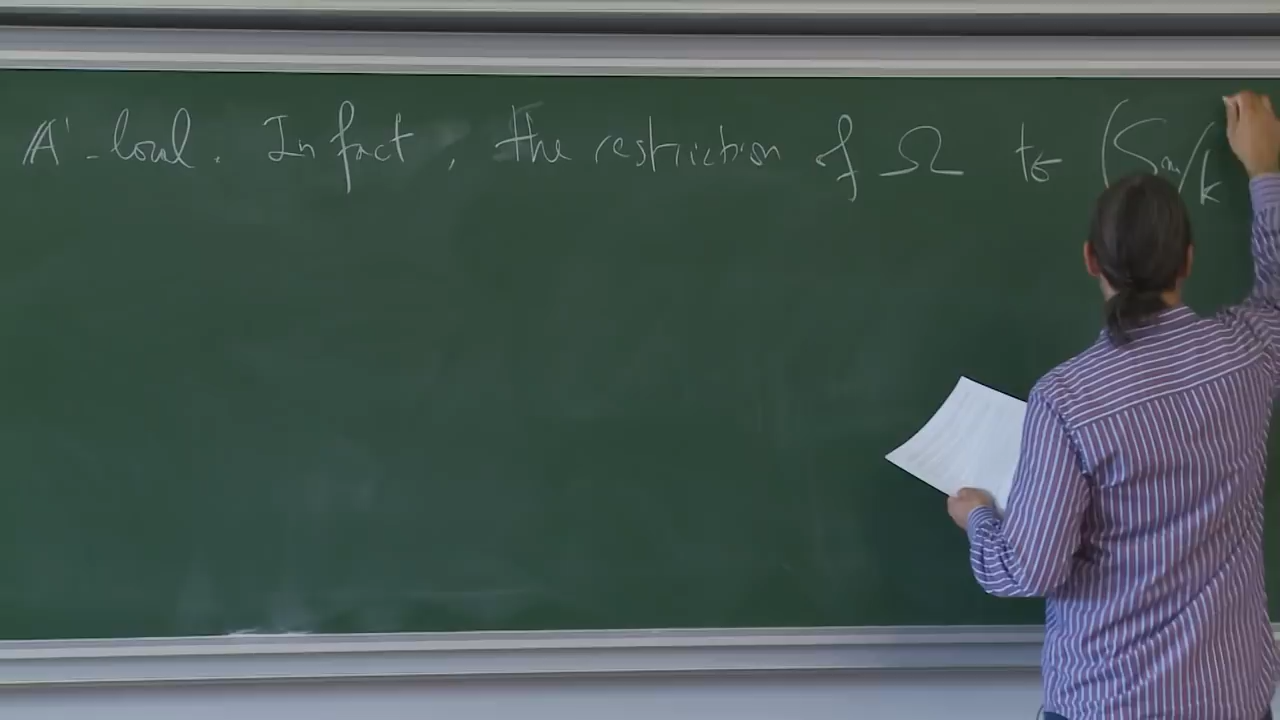 A¹-local. In fact, the restriction of Ω to (Sm/k